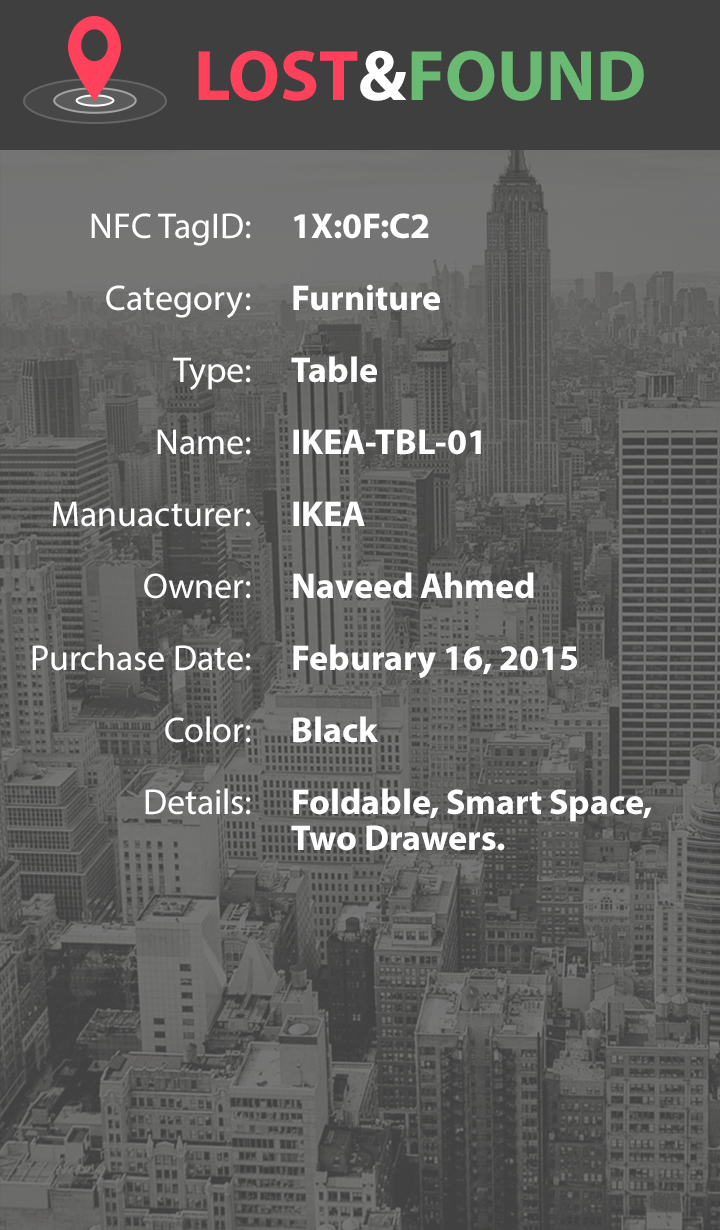 LOST&FOUND
NFC TagID: 1X:0F:C2
Category: Furniture
Type: Table
Name: IKEA-TBL-01
Manuacturer: IKEA
Owner: Naveed Ahmed
Purchase Date: Feburary 16, 2015
Color: Black
Details: Foldable, Smart Space,
Two Drawers.